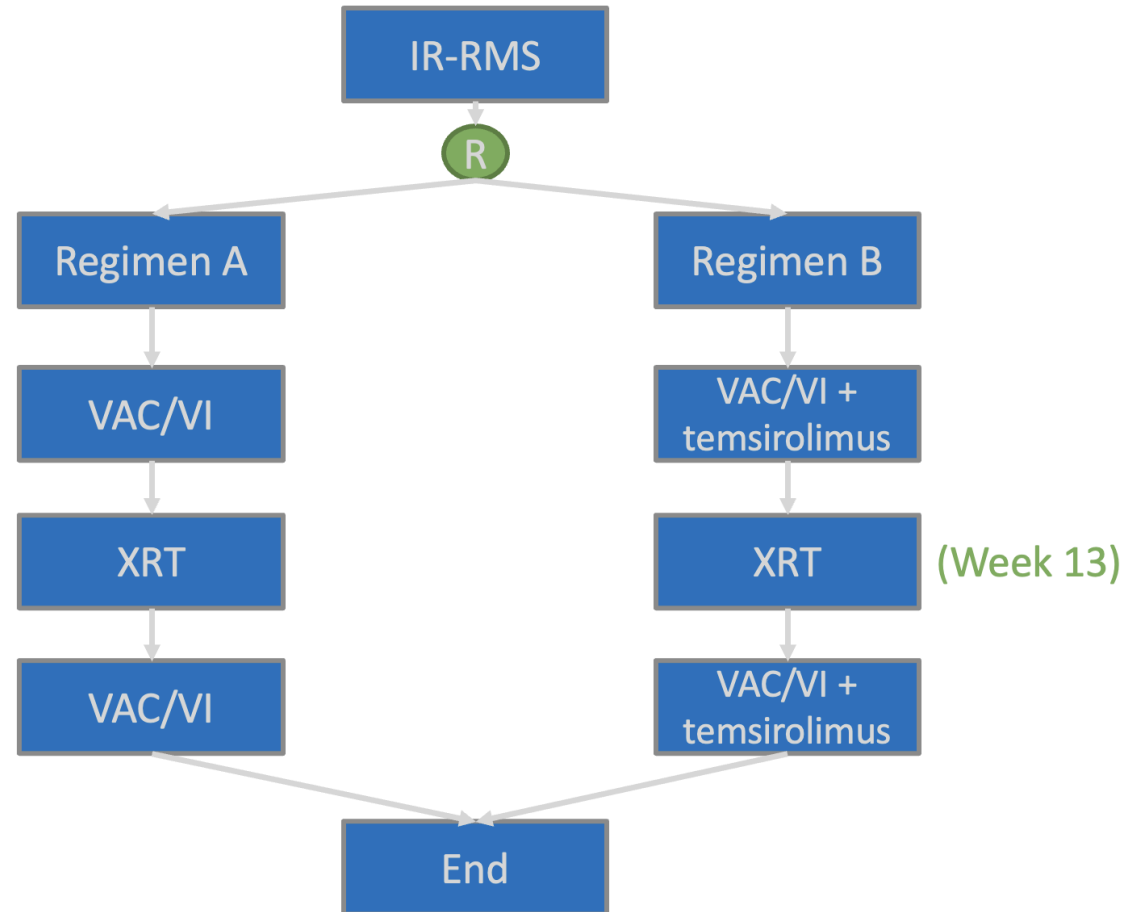 IR-RMS
R
Regimen A
Regimen B
VAC/VI
VAC/VI +
temsirolimus
XRT
XRT
(Week 13)
VAC/VI
VAC/VI +
temsirolimus
End